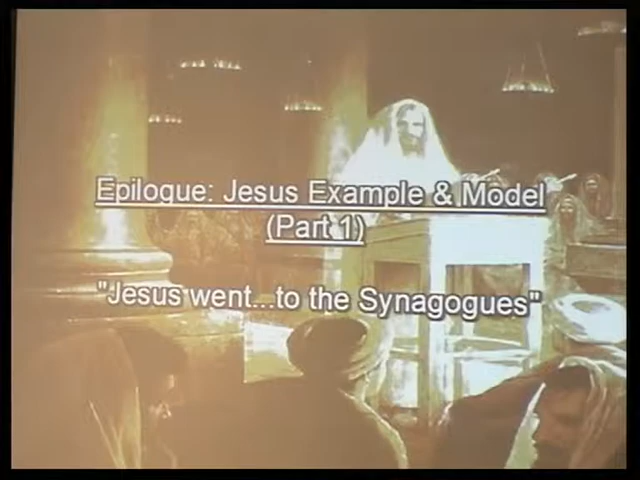 Epilogue: Jesus Example & Model
(Part 1)
"Jesus went...to the Synagogues"